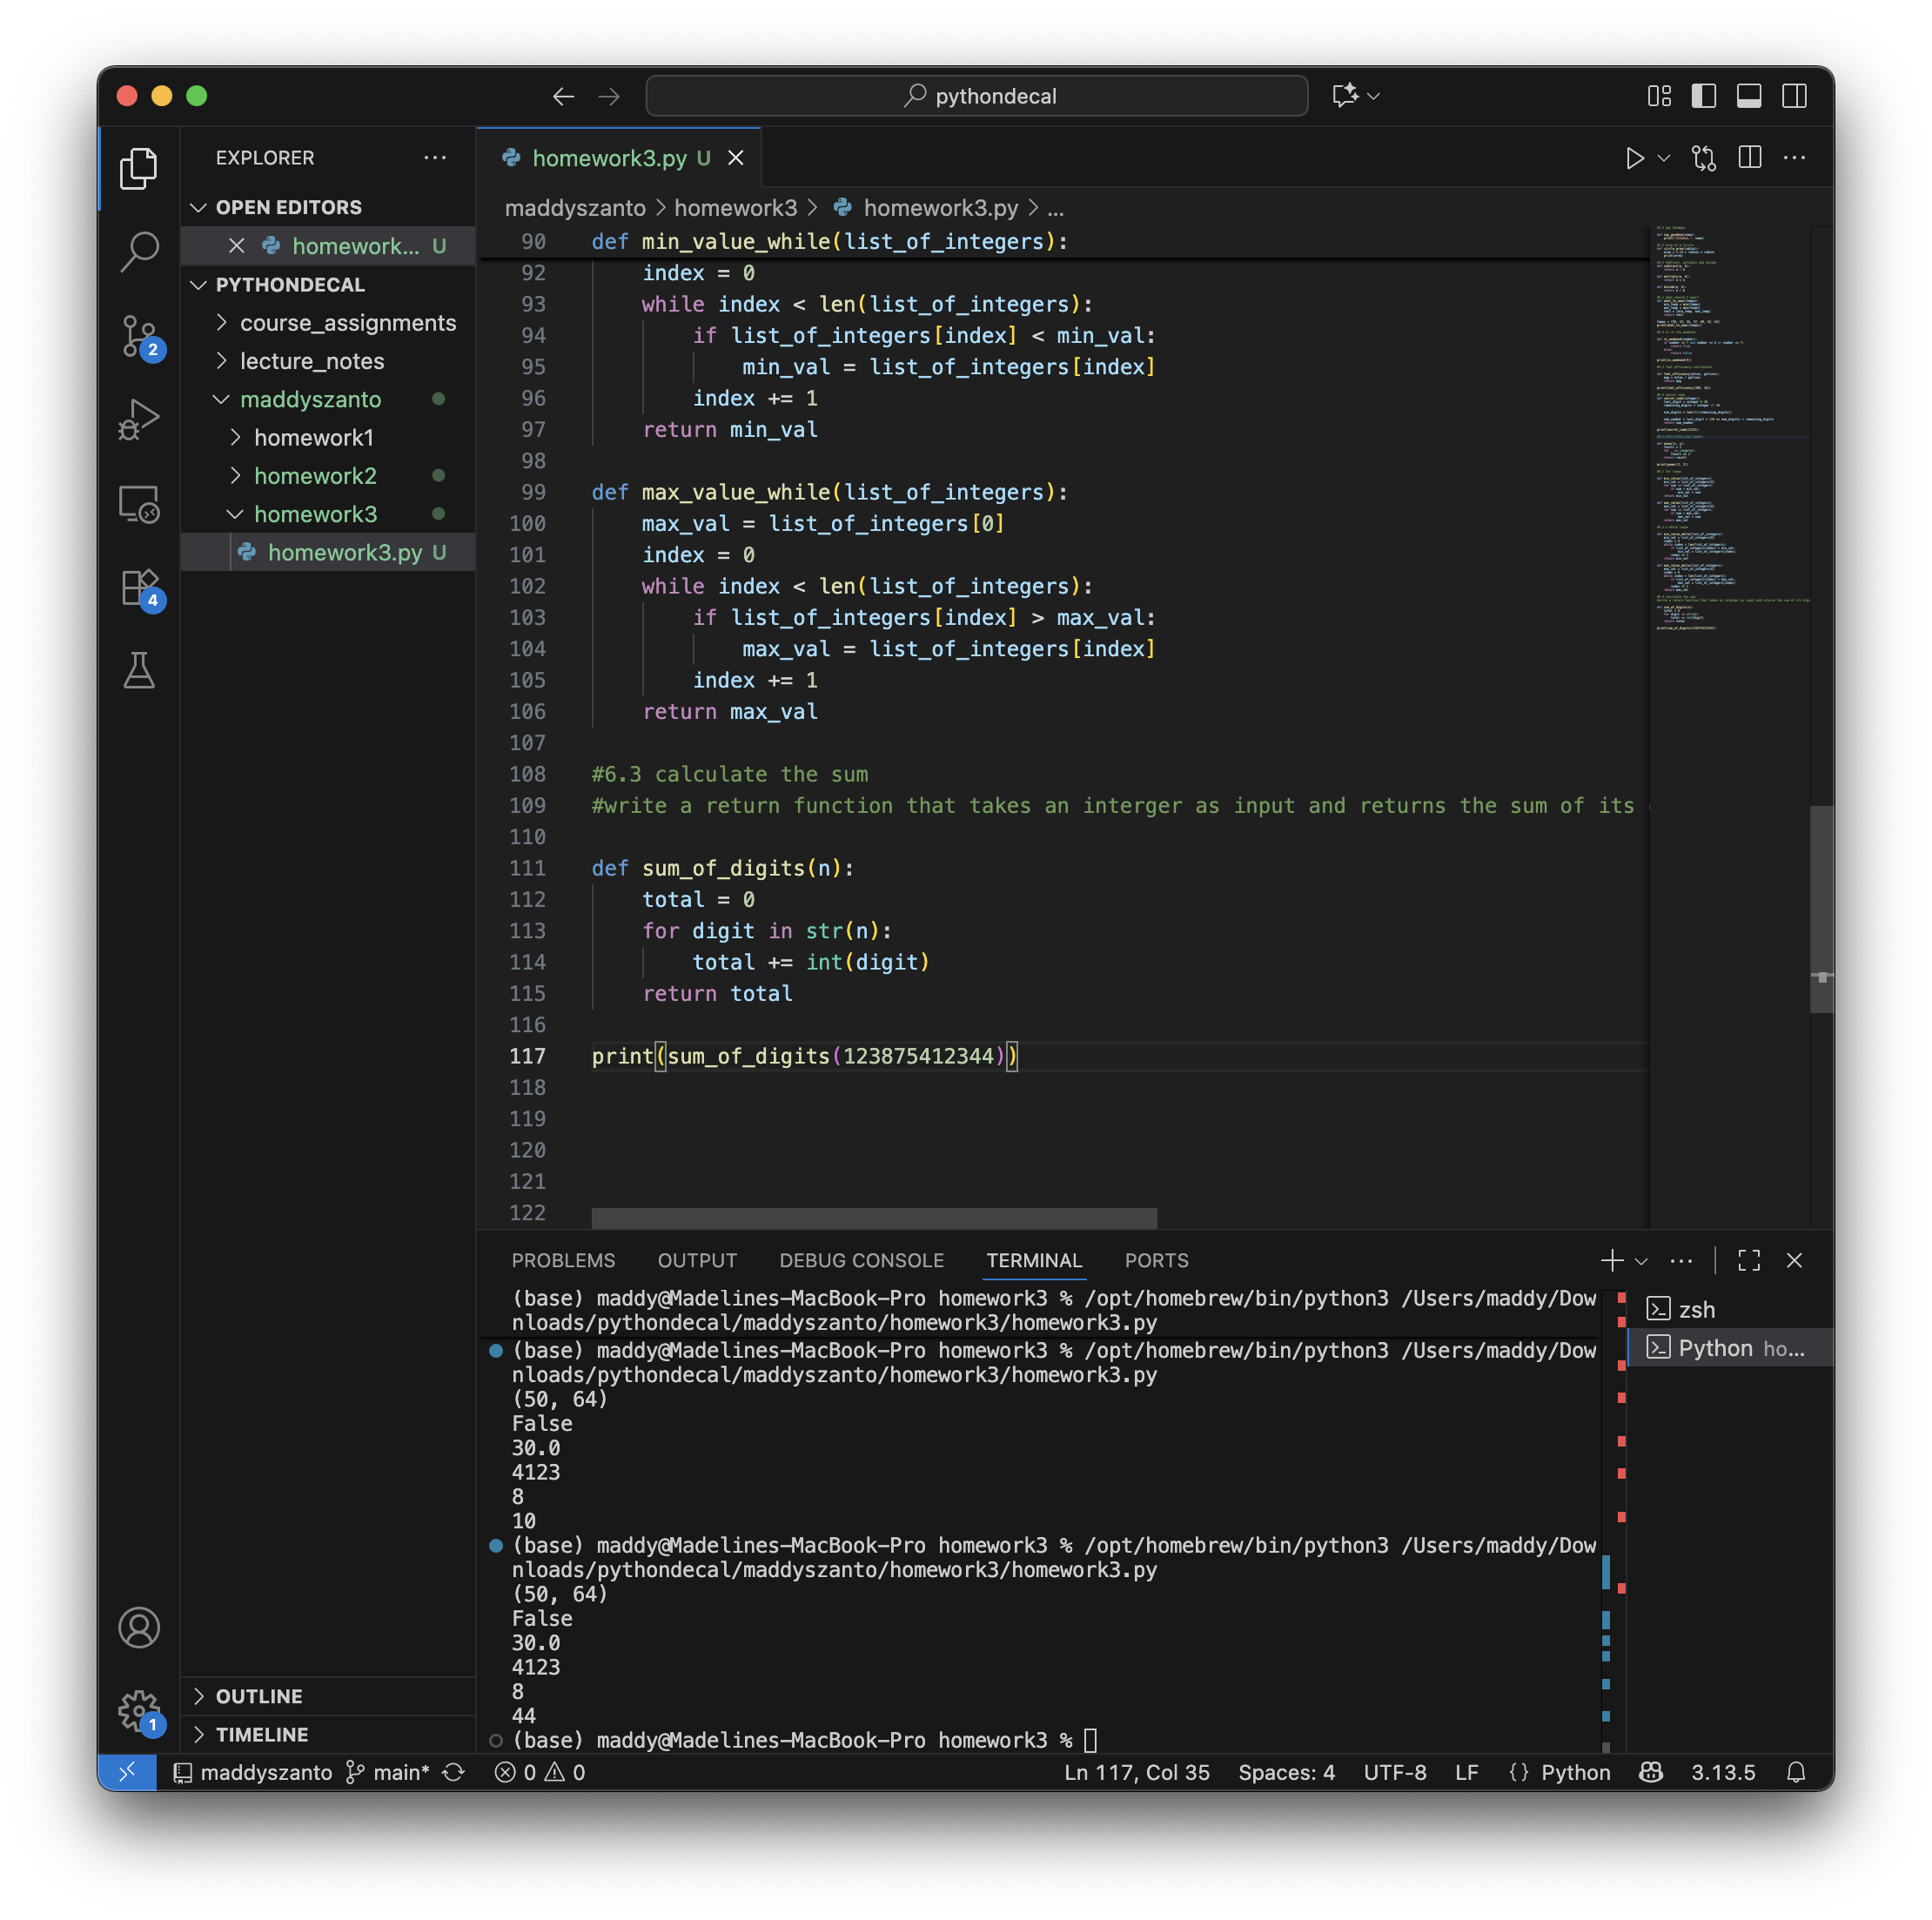 pythondecal
EXPLORER
OPEN EDITORS
homework... U
PYTHONDECAL
course_assignments
lecture_notes
maddyszanto
homework1
homework2
homework3
homework3.py U
OUTLINE
TIMELINE
2
4
1
homework3.py U
maddyszanto > homework3 > homework3.py > ...
90 def min_value_while(list_of_integers):
92 index = 0
93 while index < len(list_of_integers):
94 if list_of_integers[index] < min_val:
95 min_val = list_of_integers[index]
96 index += 1
97 return min_val
98
99 def max_value_while(list_of_integers):
100 max_val = list_of_integers[0]
101 index = 0
102 while index < len(list_of_integers):
103 if list_of_integers[index] > max_val:
104 max_val = list_of_integers[index]
105 index += 1
106 return max_val
107
108 #6.3 calculate the sum
109 #write a return function that takes an interger as input and returns the sum of its
110
111 def sum_of_digits(n):
112 total = 0
113 for digit in str(n):
114 total += int(digit)
115 return total
116
117 print(sum_of_digits(123875412344))
118
119
120
121
122
PROBLEMS OUTPUT DEBUG CONSOLE TERMINAL PORTS
(base) maddy@Madelines-MacBook-Pro homework3 % /opt/homebrew/bin/python3 /Users/maddy/Dow
nloads/pythondecal/maddyszanto/homework3/homework3.py
(base) maddy@Madelines-MacBook-Pro homework3 % /opt/homebrew/bin/python3 /Users/maddy/Dow
nloads/pythondecal/maddyszanto/homework3/homework3.py
(50, 64)
False
30.0
4123
8
10
(base) maddy@Madelines-MacBook-Pro homework3 % /opt/homebrew/bin/python3 /Users/maddy/Dow
nloads/pythondecal/maddyszanto/homework3/homework3.py
(50, 64)
False
30.0
4123
8
44
(base) maddy@Madelines-MacBook-Pro homework3 %
zsh
Python ho...
maddyszanto main* 0 0 Ln 117, Col 35 Spaces: 4 UTF-8 LF {} Python 3.13.5